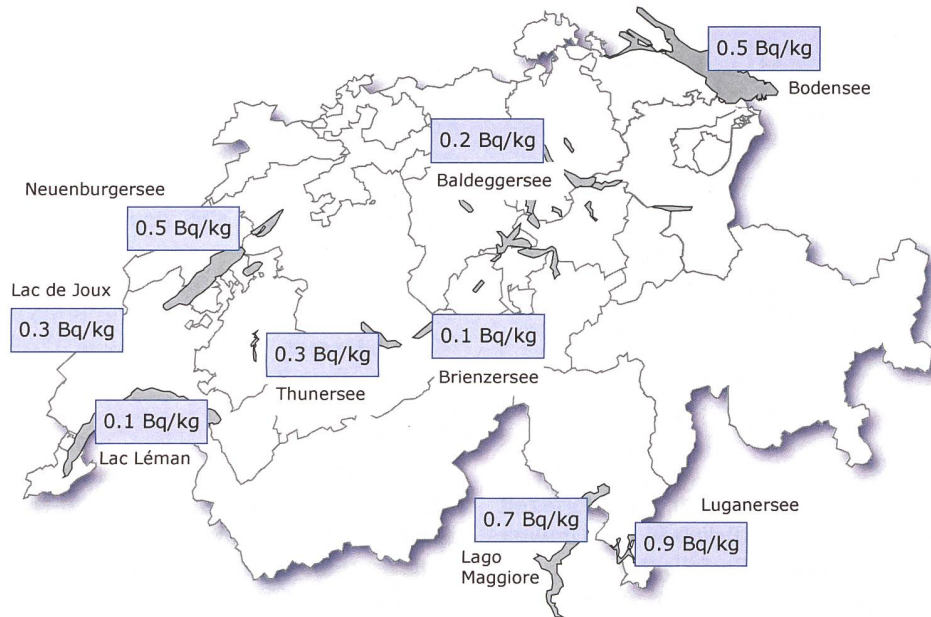 0.5 Bq/kg
Bodensee
0.2 Bq/kg
Baldeggersee
Neuenburgersee
0.5 Bq/kg
Lac de Joux
0.3 Bq/kg
0.3 Bq/kg
Thunersee
0.1 Bq/kg
Brienzersee
0.1 Bq/kg
Lac Léman
0.7 Bq/kg
Lago
Maggiore
Luganersee
0.9 Bq/kg